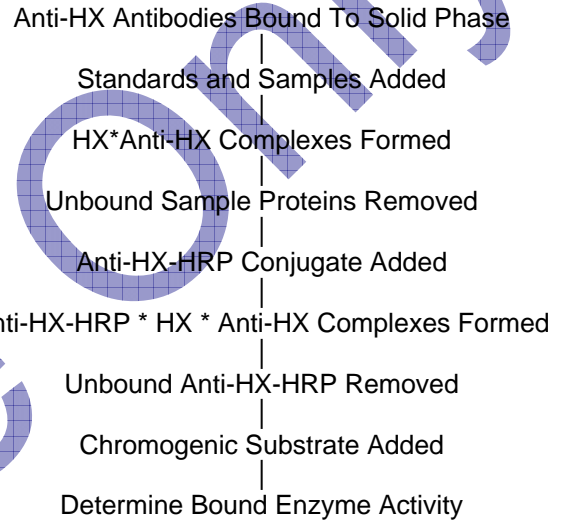 Anti-HX Antibodies Bound To Solid Phase
Standards and Samples Added
HX*Anti-HX Complexes Formed
Unbound Sample Proteins Removed
Anti-HX-HRP Conjugate Added
nti-HX-HRP * HX * Anti-HX Complexes Formed
Unbound Anti-HX-HRP Removed
Chromogenic Substrate Added
Determine Bound Enzyme Activity